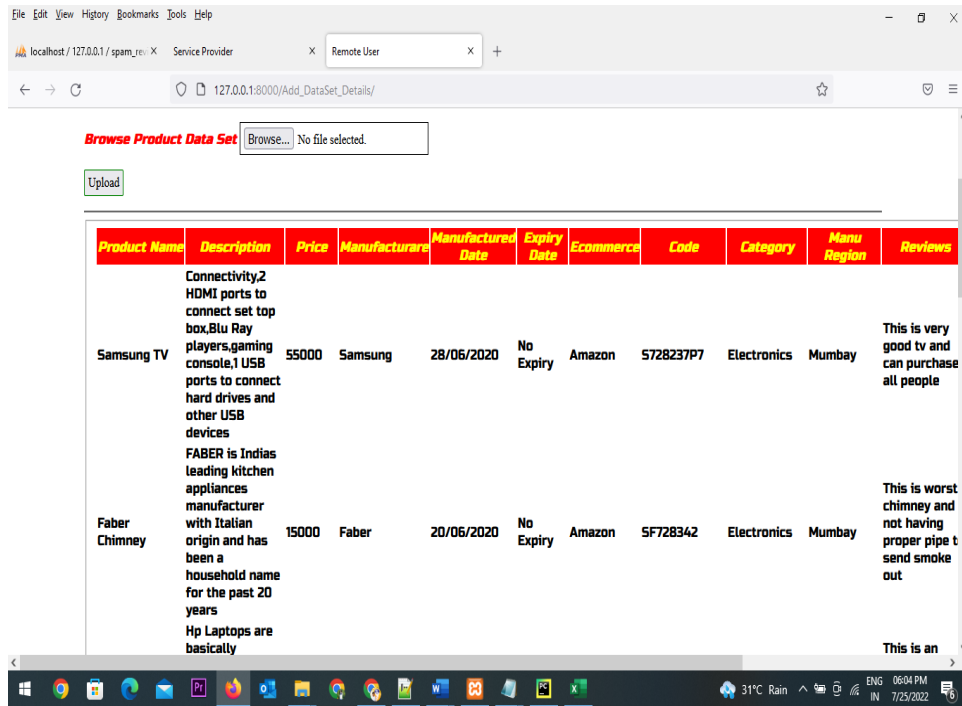 File Edit View History Bookmarks Tools Help
localhost / 127.0.0.1 / spam_rev
Service Provider
Remote User
127.0.0.1:8000/Add_DataSet_Details/
Browse Product Data Set Browse... No file selected.
Upload
Product Name Description Price Manufacturare Manufactured Date Expiry Date Ecommerce Code Category Manu Region Reviews
Samsung TV
Connectivity,2
HDMI ports to
connect set top
box,Blu Ray
players,gaming
console,1 USB
ports to connect
hard drives and
other USB
devices
55000
Samsung
28/06/2020
No
Expiry
Amazon
S728237P7
Electronics
Mumbay
This is very
good tv and
can purchase
all people
Faber
Chimney
FABER is Indias
leading kitchen
appliances
manufacturer
with Italian
origin and has
been a
household name
for the past 20
years
15000
Faber
20/06/2020
No
Expiry
Amazon
SF728342
Electronics
Mumbay
This is worst
chimney and
not having
proper pipe t
send smoke
out
Hp Laptops are
basically
This is an
31°C Rain
ENG
IN
06:04 PM
7/25/2022
6